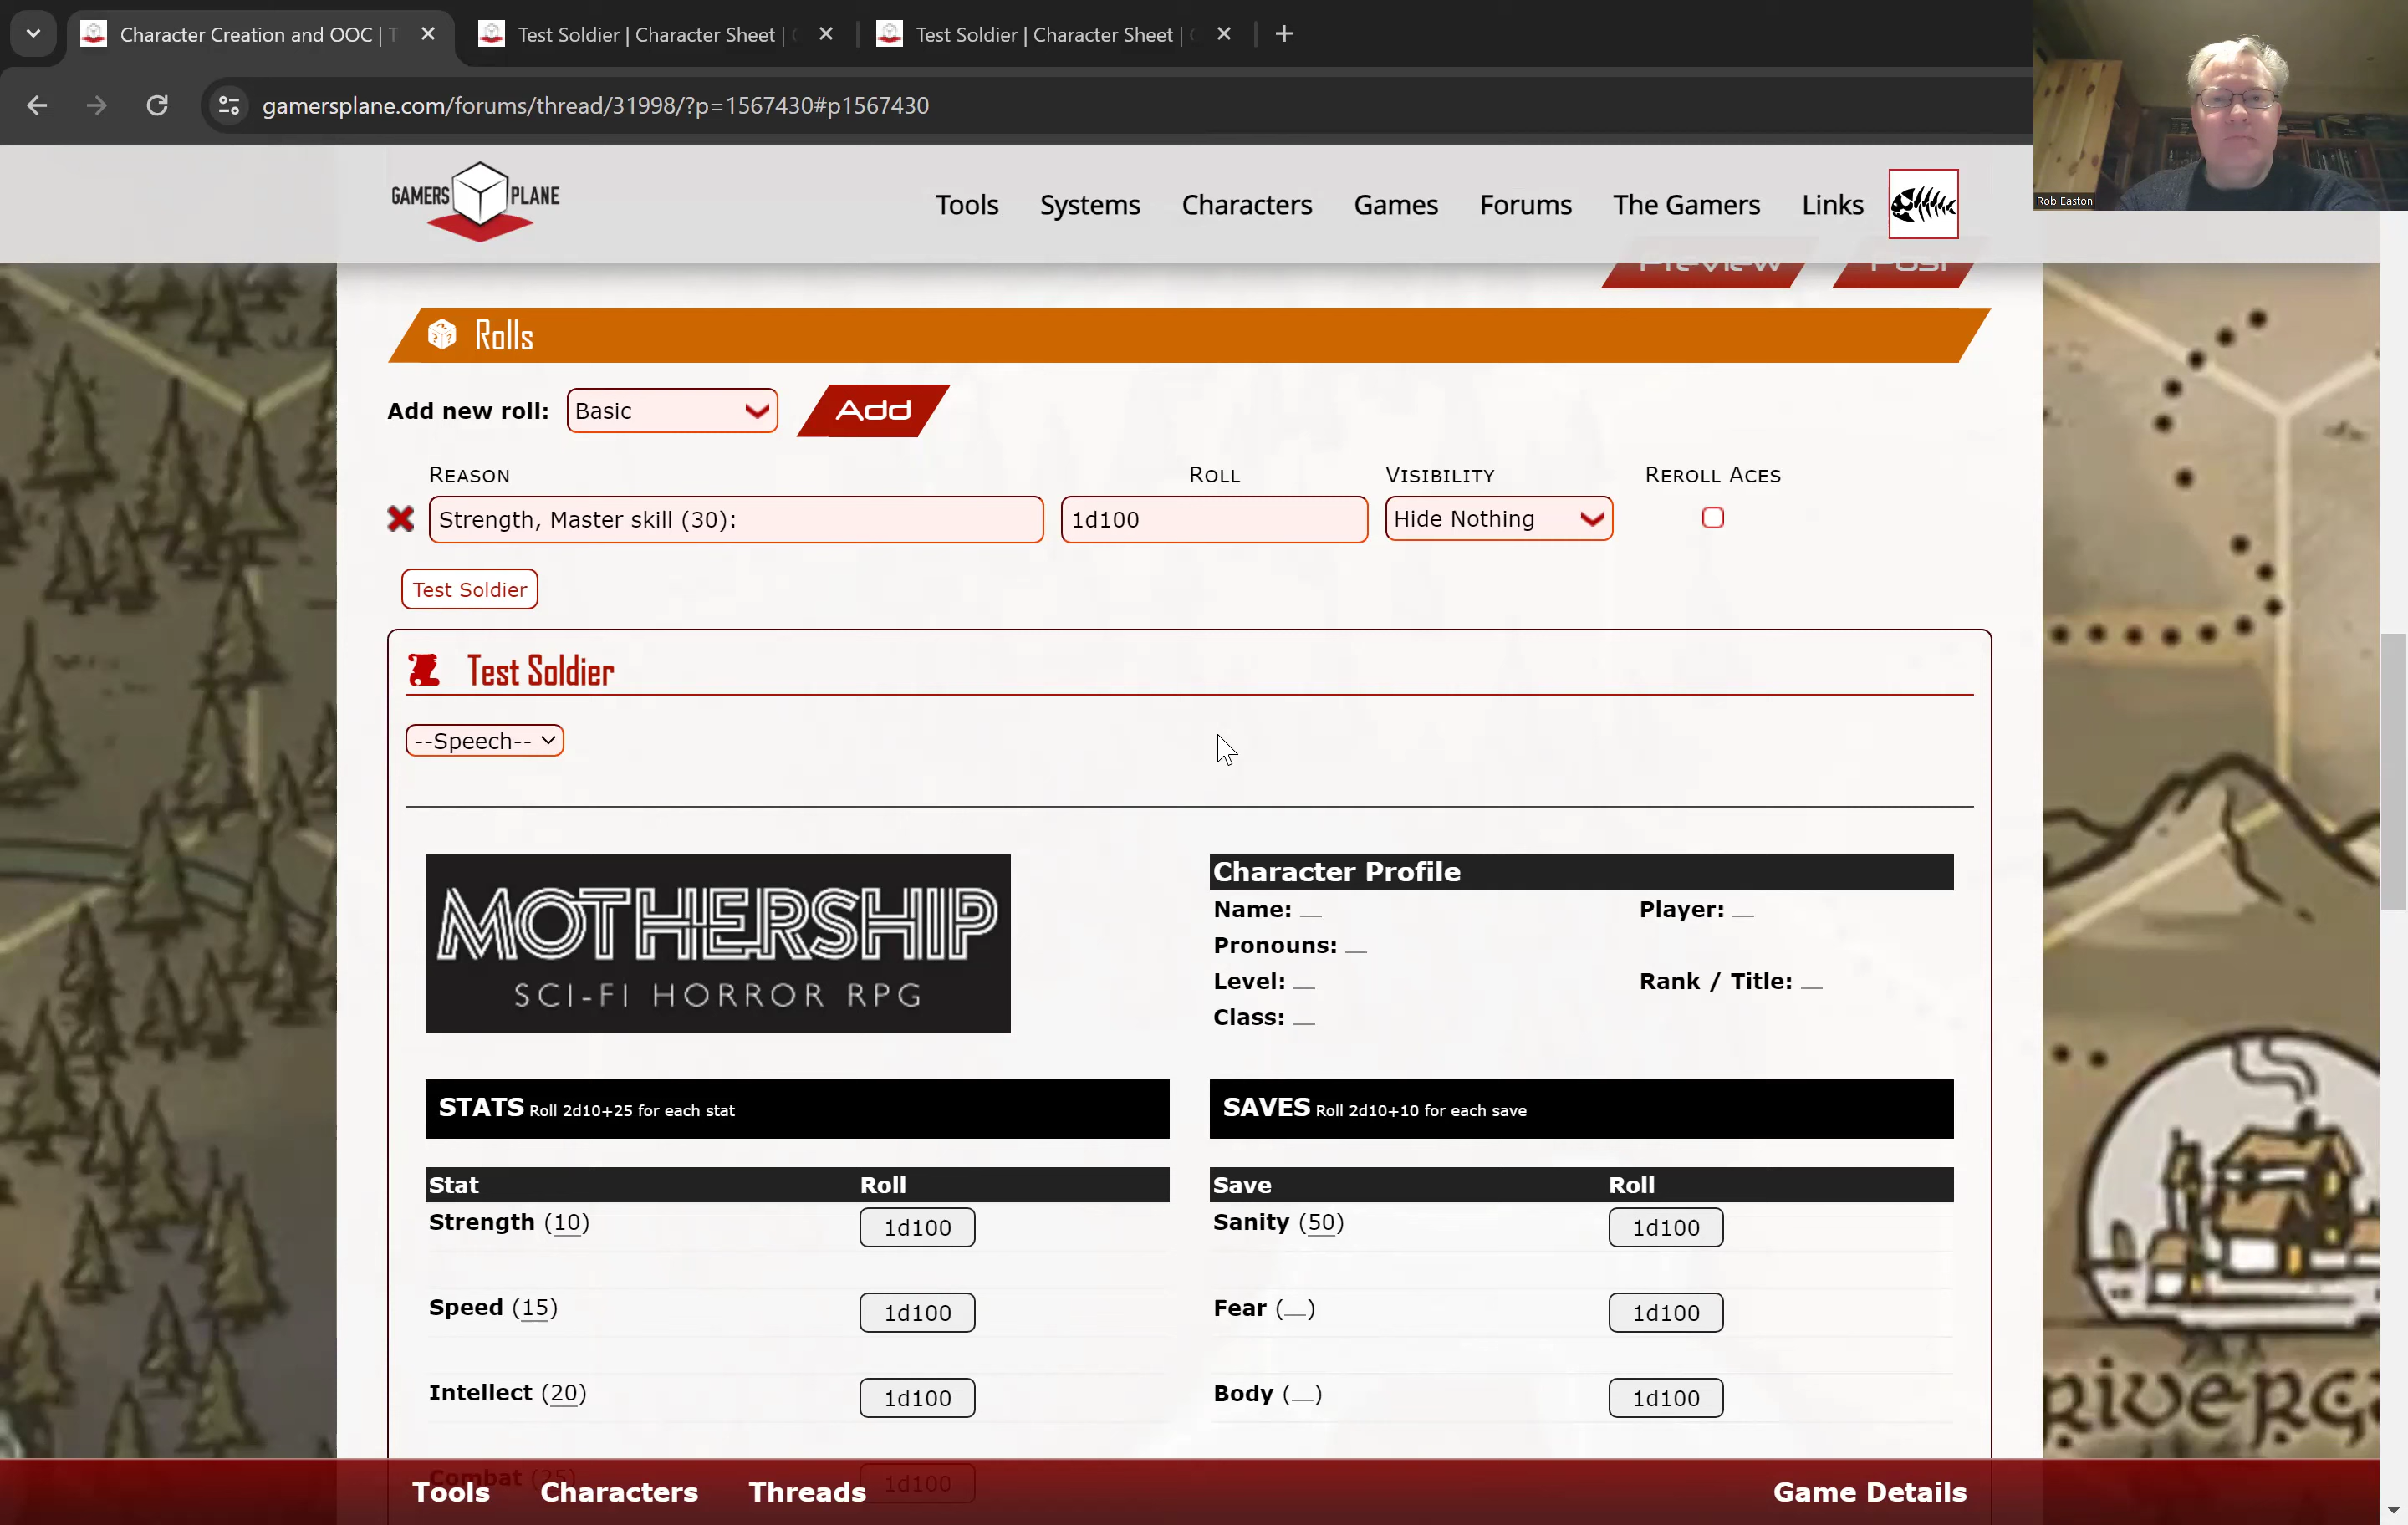 Character Creation and OOC | T
Test Soldier | Character Sheet |
Test Soldier | Character Sheet |
gamersplane.com/forums/thread/31998/?p=1567430#p1567430
Rob Easton
GAMERS PLANE
Tools
Systems
Characters
Games
Forums
The Gamers
Links
Preview
Post
Rolls
Add new roll:
Basic
Add
REASON
ROLL
VISIBILITY
REROLL ACES
Strength, Master skill (30):
1d100
Hide Nothing
Test Soldier
Test Soldier
--Speech--
MOTHERSHIP
SCI-FI HORROR RPG
Character Profile
Name: __
Player: __
Pronouns: __
Level: __
Rank / Title: __
Class: __
STATS Roll 2d10+25 for each stat
SAVES Roll 2d10+10 for each save
Stat Roll
Save Roll
Strength (10) 1d100
Sanity (50) 1d100
Speed (15) 1d100
Fear (__) 1d100
Intellect (20) 1d100
Body (__) 1d100
Combat (25) 1d100
Tools
Characters
Threads
Game Details